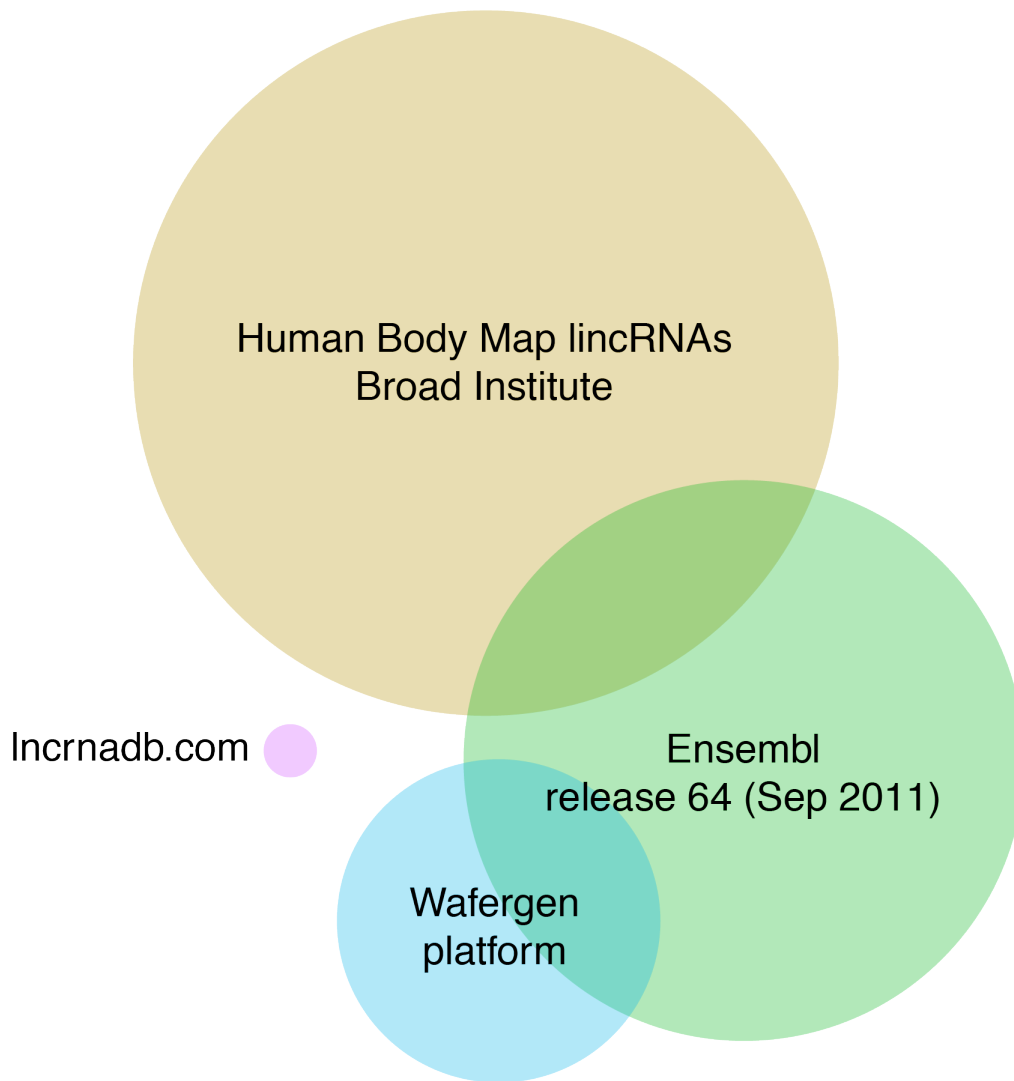 Human Body Map lincRNAs
Broad Institute
lncrnadb.com
Ensembl
release 64 (Sep 2011)
Wafergen
platform